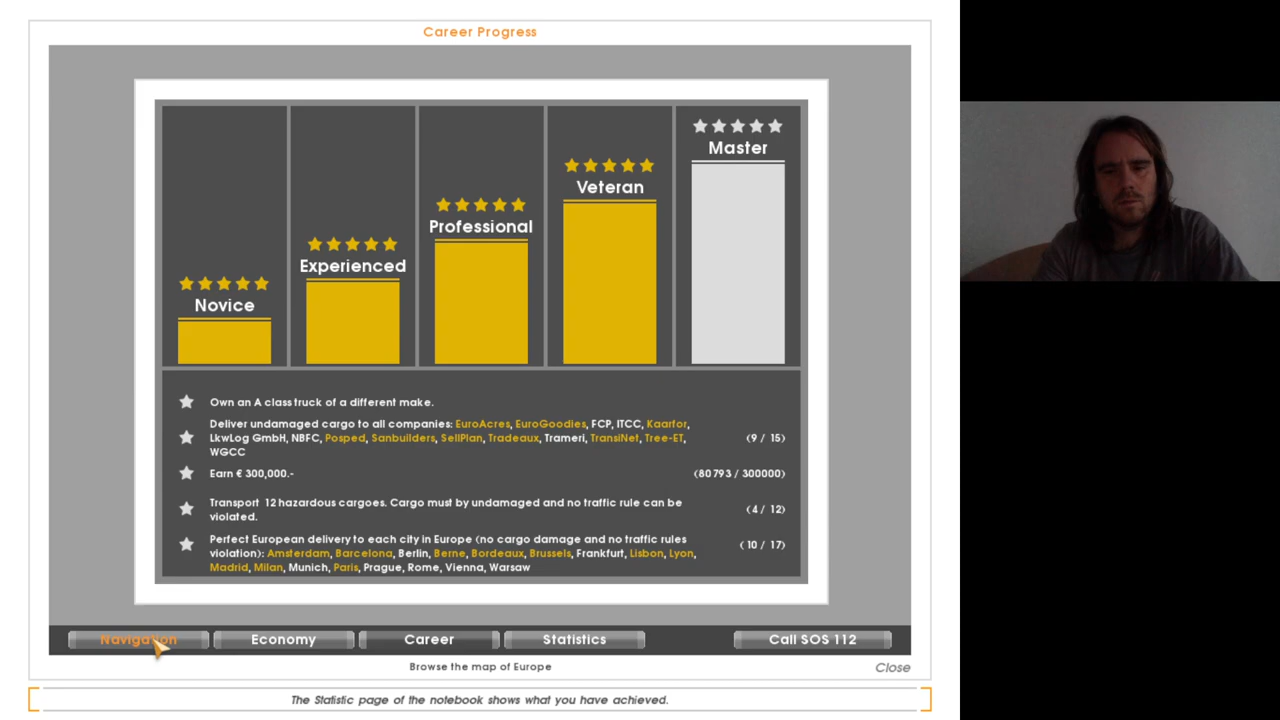 Career Progress
Master
Veteran
Professional
Experienced
Novice
Own an A class truck of a different make.
Deliver undamaged cargo to all companies: EuroAcres, EuroGoodies, FCP, ITCC, Kaarfor,
LkwLog GmbH, NBFC, Posped, Sanbuilders, SellPlan, Tradeaux, Trameri, TransiNet, Tree-ET, (9 / 15)
WGCC
Earn € 300,000.- (80793 / 300000)
Transport 12 hazardous cargoes. Cargo must by undamaged and no traffic rule can be
violated. (4 / 12)
Perfect European delivery to each city in Europe (no cargo damage and no traffic rules
violation): Amsterdam, Barcelona, Berlin, Berne, Bordeaux, Brussels, Frankfurt, Lisbon, Lyon, (10 / 17)
Madrid, Milan, Munich, Paris, Prague, Rome, Vienna, Warsaw
Navigation Economy Career Statistics Call SOS 112
Browse the map of Europe
Close
The Statistic page of the notebook shows what you have achieved.